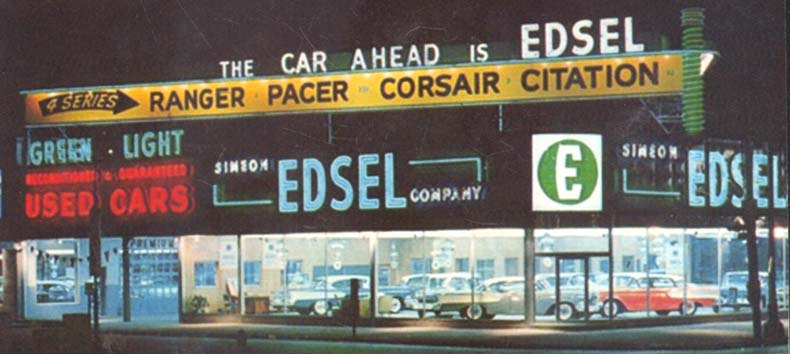 THE CAR AHEAD IS EDSEL
4 SERIES RANGER PACER CORSAIR CITATION
GREEN LIGHT
RECONDITIONED & GUARANTEED
USED CARS
SIMEON EDSEL COMPANY
E
SIMEON EDSEL
PREMIUM